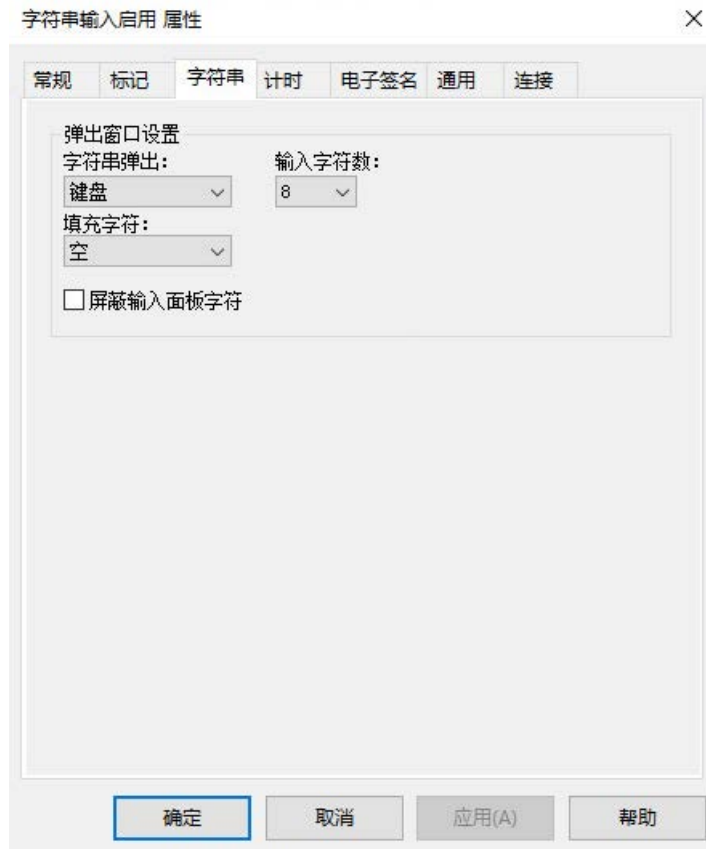 字符串输入启用 属性
常规 标记 字符串 计时 电子签名 通用 连接
弹出窗口设置
字符串弹出: 输入字符数:
键盘 8
填充字符:
空
屏蔽输入面板字符
确定 取消 应用(A) 帮助